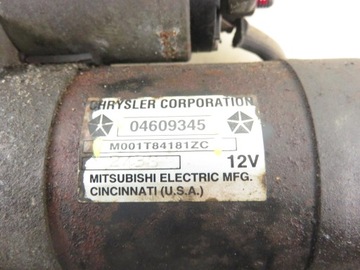 CHRYSLER CORPORATION
04609345
M001T84181ZC
12V
MITSUBISHI ELECTRIC MFG.
CINCINNATI (U.S.A.)